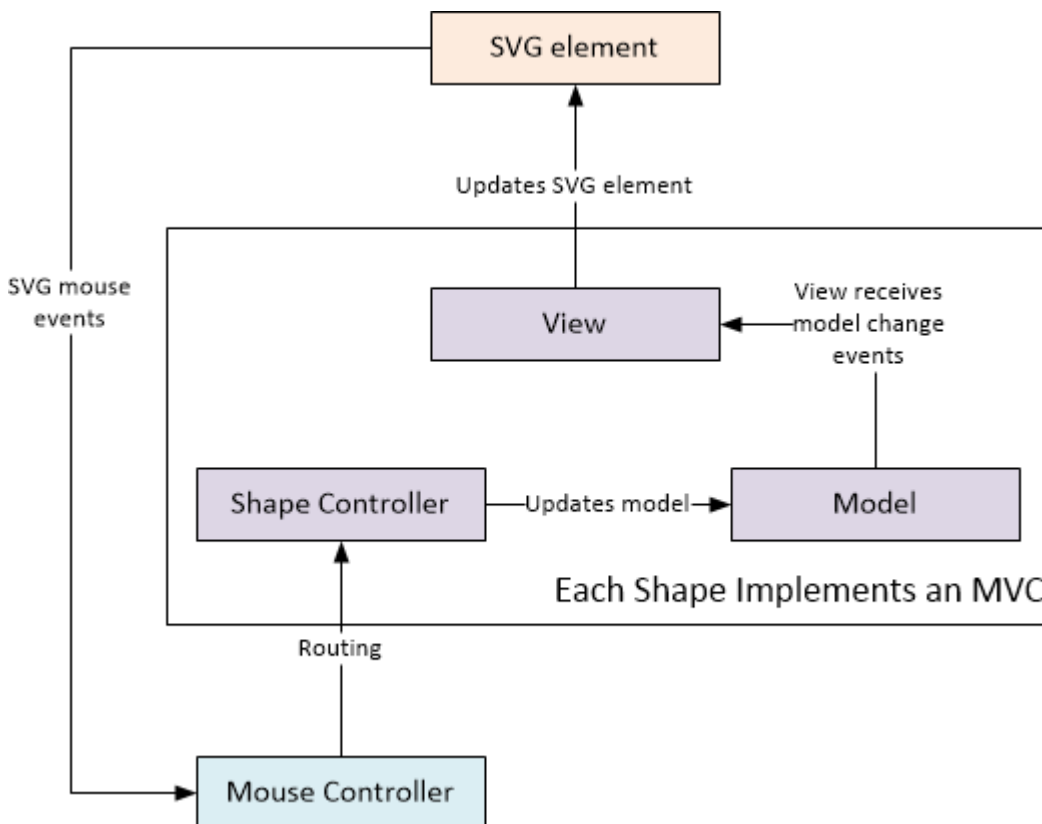 SVG element
Updates SVG element
SVG mouse
events
View
View receives
model change
events
Shape Controller
Updates model
Model
Each Shape Implements an MVC
Routing
Mouse Controller